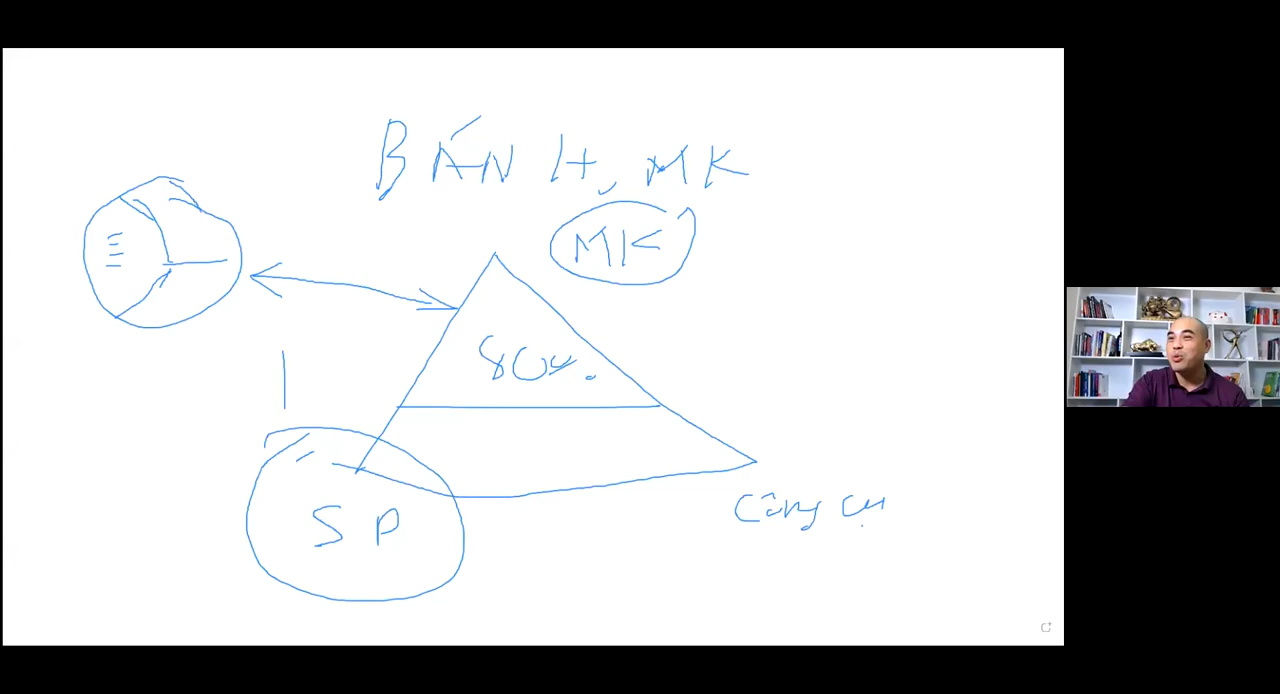 BÁN H, MK
MK
80%.
SP
Công cụ